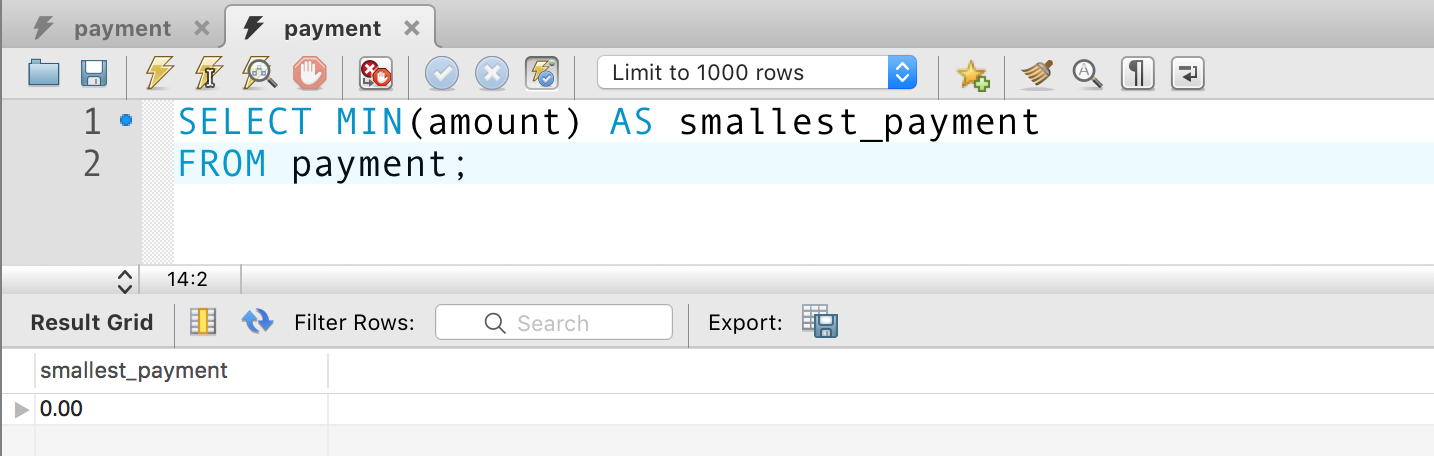 payment payment
Limit to 1000 rows
1 SELECT MIN(amount) AS smallest_payment
2 FROM payment;
14:2
Result Grid Filter Rows: Search Export:
smallest_payment
0.00